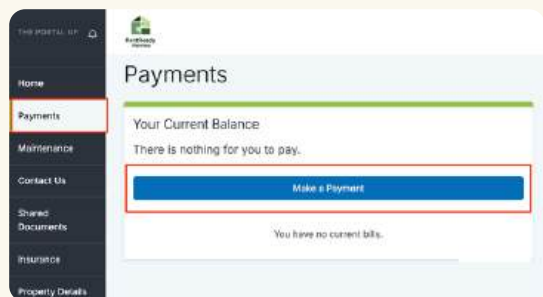 Home
Payments
Maintenance
Contact Us
Shared
Documents
Insurance
Property Details
Payments
Your Current Balance
There is nothing for you to pay.
Make a Payment
You have no current bills.